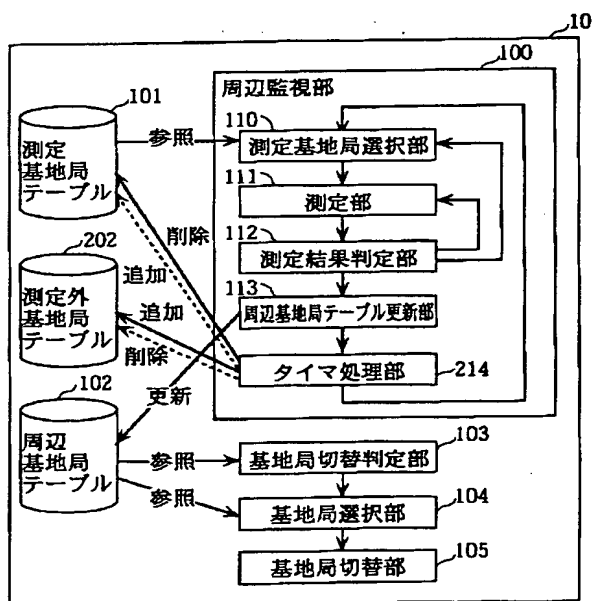 10
100
周辺監視部
101
測定
基地局
テーブル
参照
110
測定基地局選択部
111
測定部
削除
112
測定結果判定部
追加
202
測定外
基地局
テーブル
追加
113
周辺基地局テーブル更新部
削除
タイマ処理部
214
更新
102
周辺
基地局
テーブル
参照
103
基地局切替判定部
参照
104
基地局選択部
105
基地局切替部